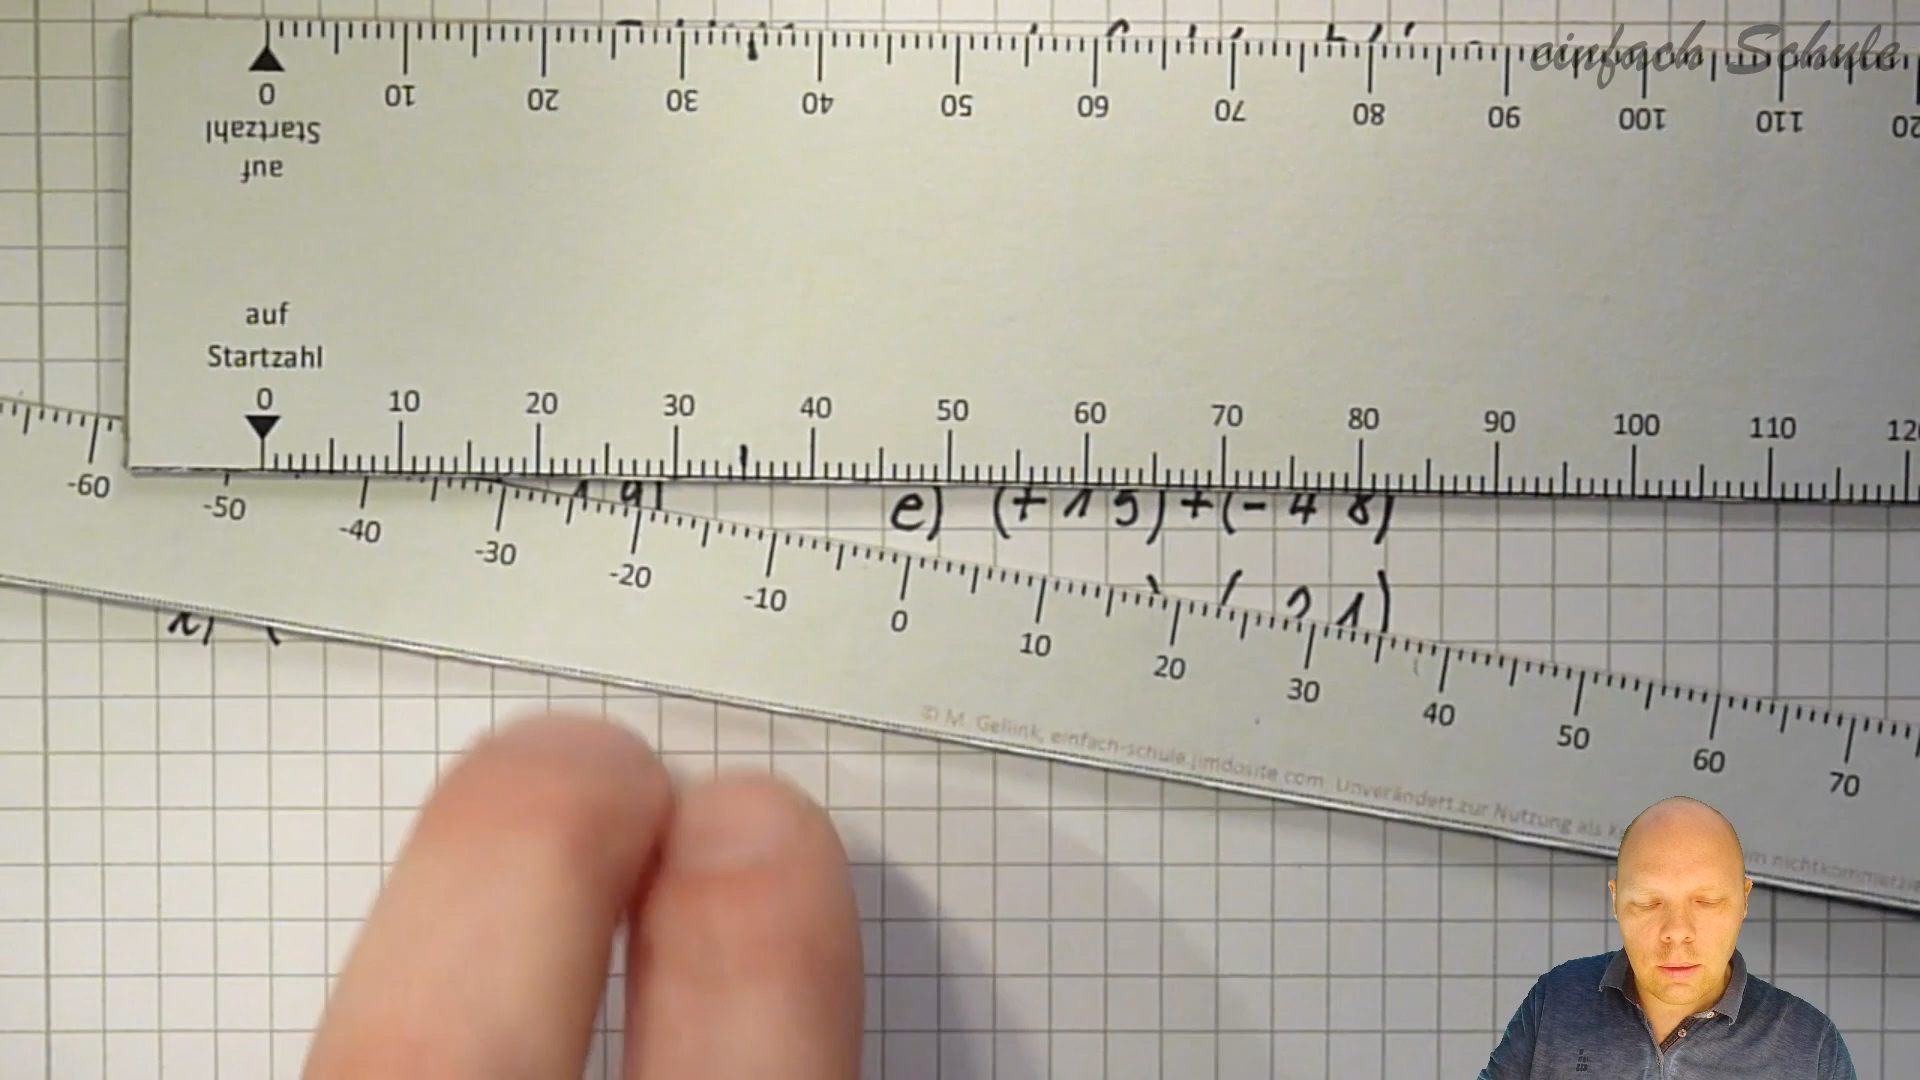 einfach Schule
0 10 20 30 40 50 60 70 80 90 100 110
Startzahl
auf
auf
Startzahl
0 10 20 30 40 50 60 70 80 90 100 110
-60 -50 -40 -30 -20 -10 0 10 20 30 40 50 60 70
e) (+15)+(-48)
21)
© M. Gellink, einfach-schule.jimdosite.com. Unverändert zur Nutzung als